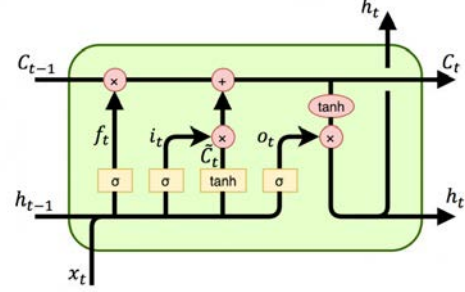 h_t
C_{t-1} × + C_t
tanh
f_t i_t × o_t ×
C̃_t
σ σ tanh σ
h_{t-1} h_t
x_t